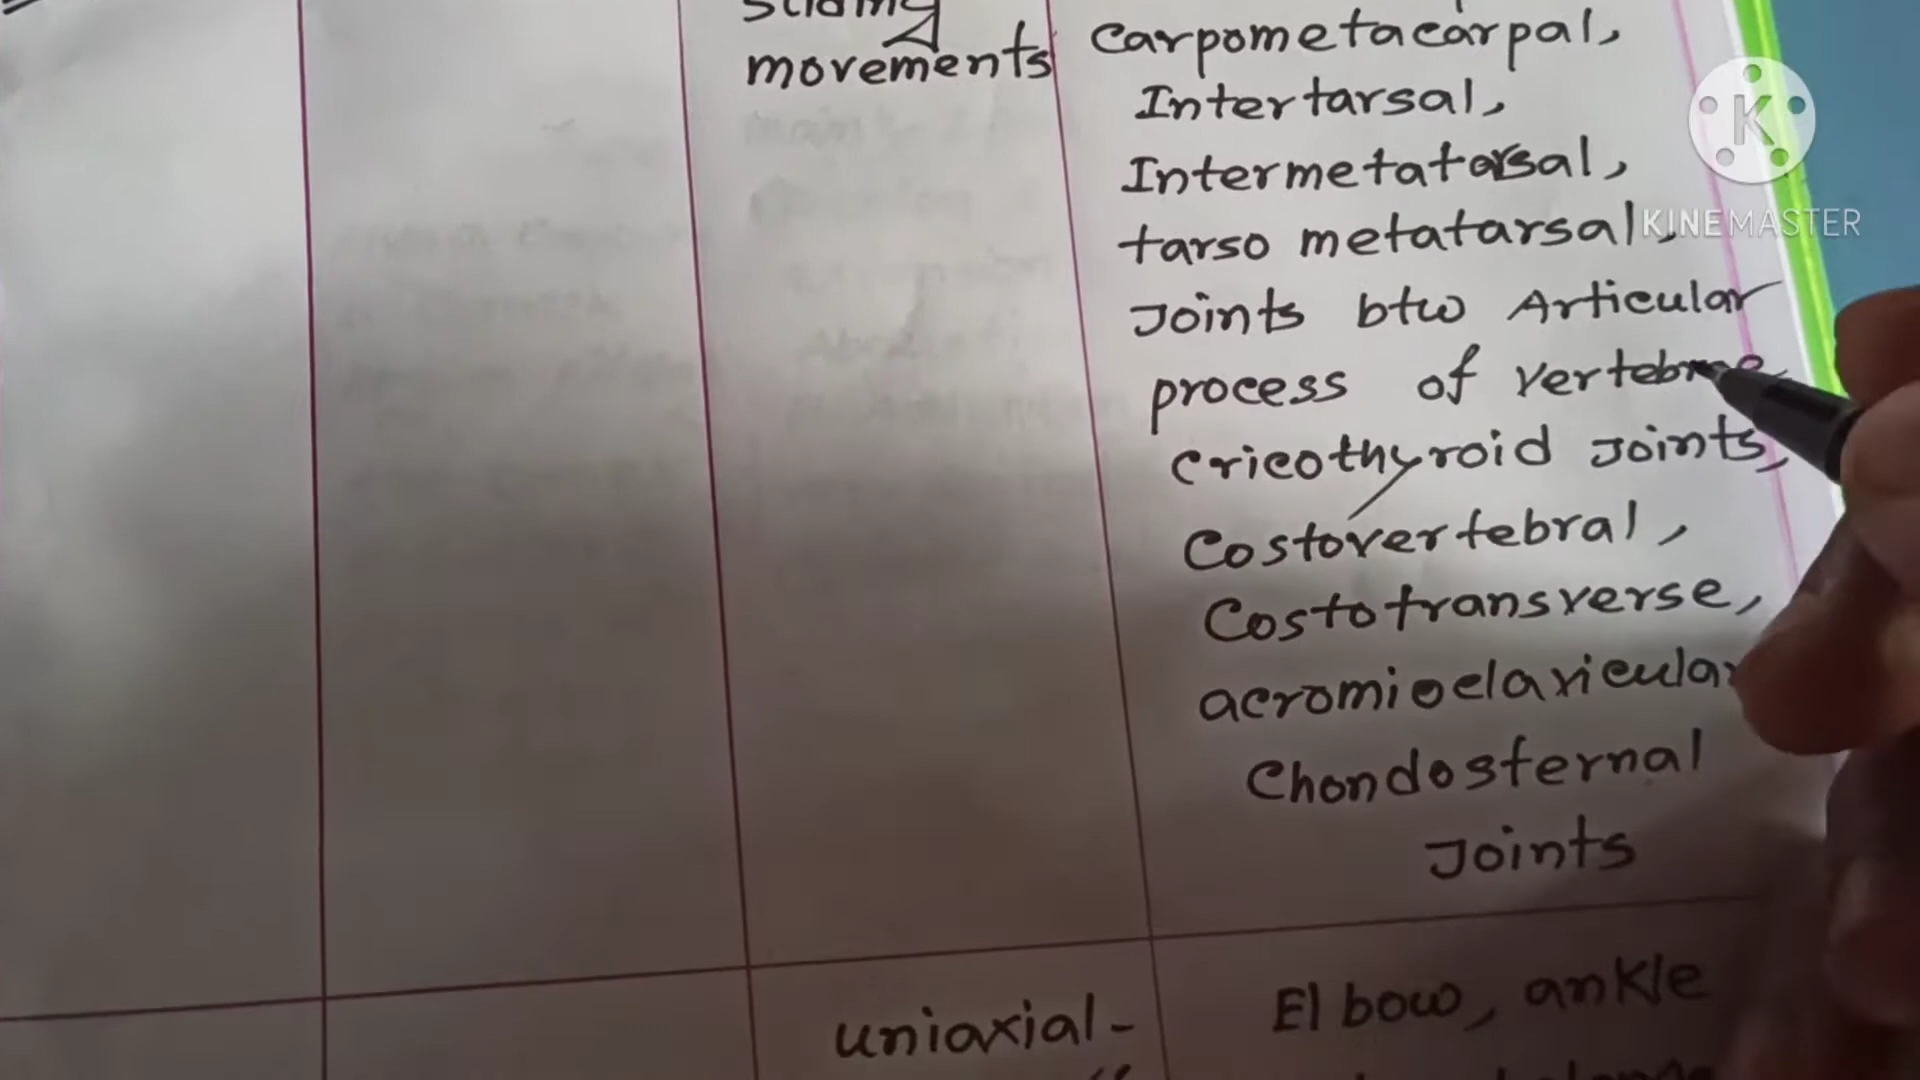 sliding
movements
carpometacarpal,
Intertarsal,
Intermetatarsal,
tarso metatarsal,
Joints btw Articular
process of vertebrae
cricothyroid Joints,
Costovertebral,
Costotransverse,
acromioclavicular
Chondosternal
Joints
uniaxial-
Elbow, ankle
K
KINEMASTER